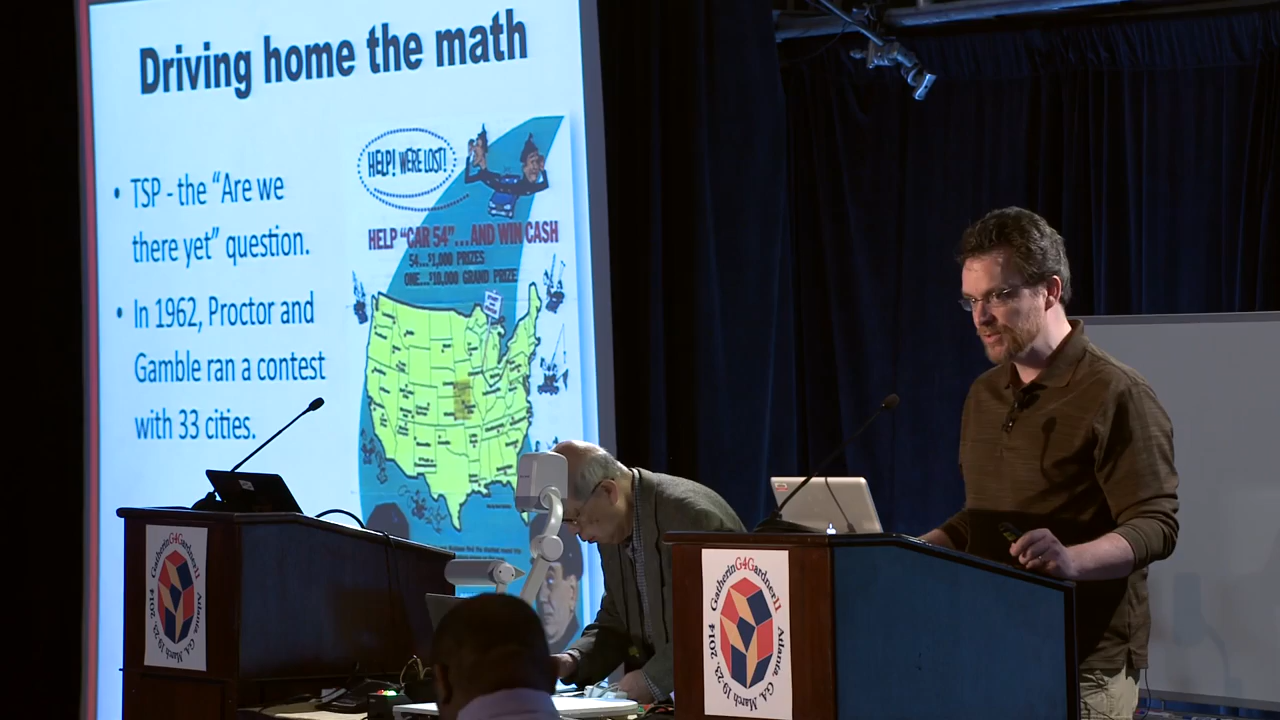 Driving home the math
• TSP - the “Are we
there yet” question.
• In 1962, Proctor and
Gamble ran a contest
with 33 cities.
HELP! WE'RE LOST!
HELP "CAR 54"...AND WIN CASH
54...$1,000 PRIZES
ONE...$10,000 GRAND PRIZE
GatherinG4Gardner11
Atlanta, GA, March 19-23, 2014
GatherinG4Gardner11
Atlanta, GA, March 19-23, 2014